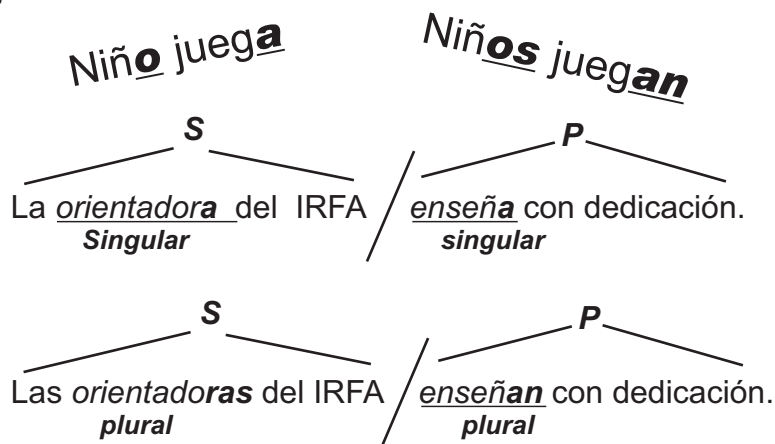 Niño juega
Niños juegan
S
P
La orientadora del IRFA / enseña con dedicación.
Singular
singular
S
P
Las orientadoras del IRFA / enseñan con dedicación.
plural
plural